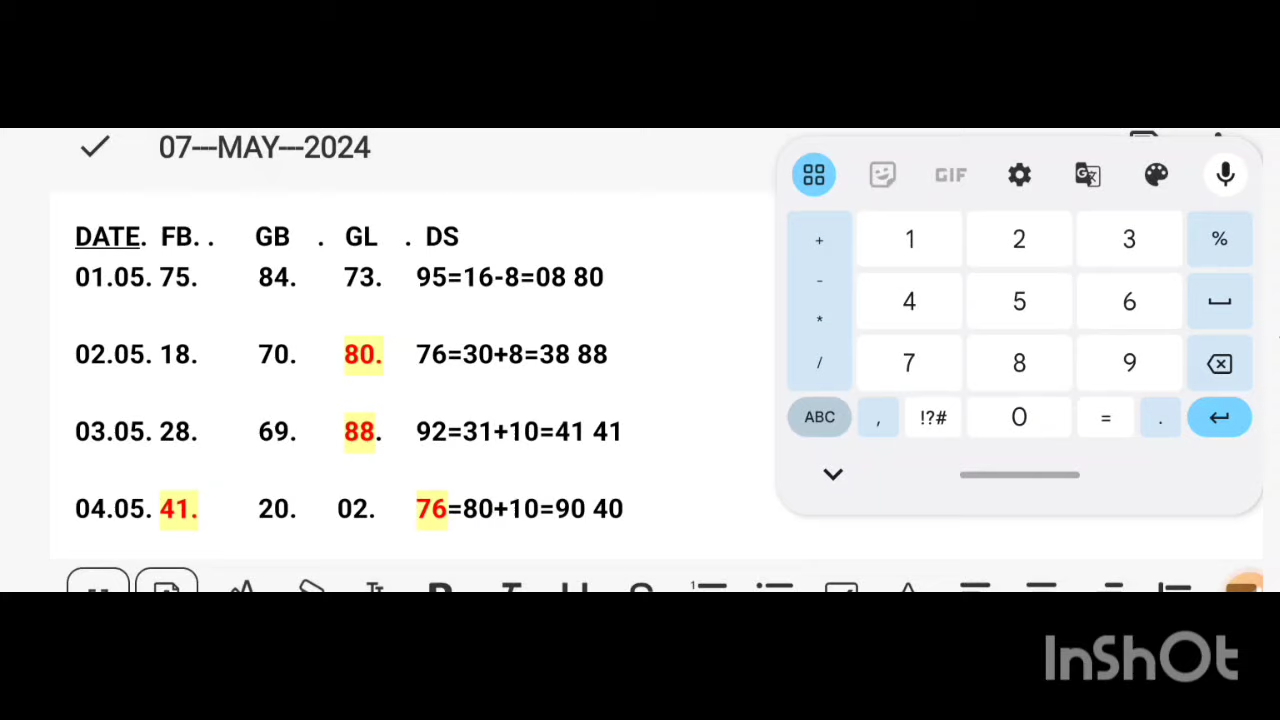 07---MAY---2024
DATE. FB. . GB . GL . DS
01.05. 75. 84. 73. 95=16-8=08 80
02.05. 18. 70. 80. 76=30+8=38 88
03.05. 28. 69. 88. 92=31+10=41 41
04.05. 41. 20. 02. 76=80+10=90 40
GIF
+ 1 2 3 %
- 4 5 6
*
/ 7 8 9
ABC , !?# 0 = .
InShOt